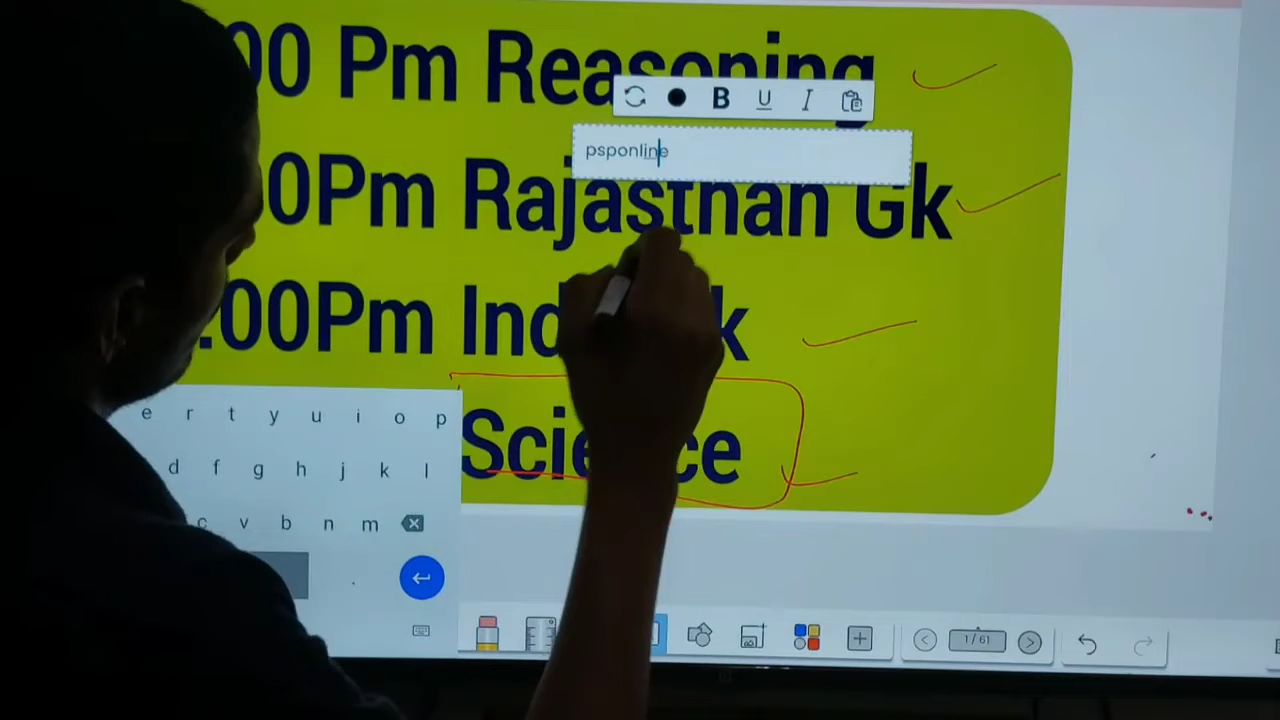 00 Pm Reasoning
B U I
psponline
0Pm Rajasthan Gk
.00Pm Ind k
Science
e r t y u i o p
d f g h j k l
c v b n m
.
1 / 61